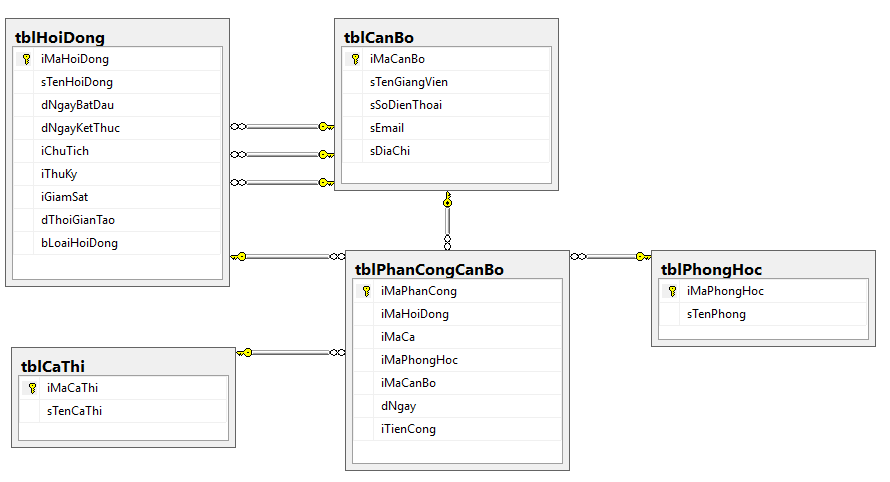 tblHoiDong
iMaHoiDong
sTenHoiDong
dNgayBatDau
dNgayKetThuc
iChuTich
iThuKy
iGiamSat
dThoiGianTao
bLoaiHoiDong
tblCanBo
iMaCanBo
sTenGiangVien
sSoDienThoai
sEmail
sDiaChi
tblPhanCongCanBo
iMaPhanCong
iMaHoiDong
iMaCa
iMaPhongHoc
iMaCanBo
dNgay
iTienCong
tblPhongHoc
iMaPhongHoc
sTenPhong
tblCaThi
iMaCaThi
sTenCaThi